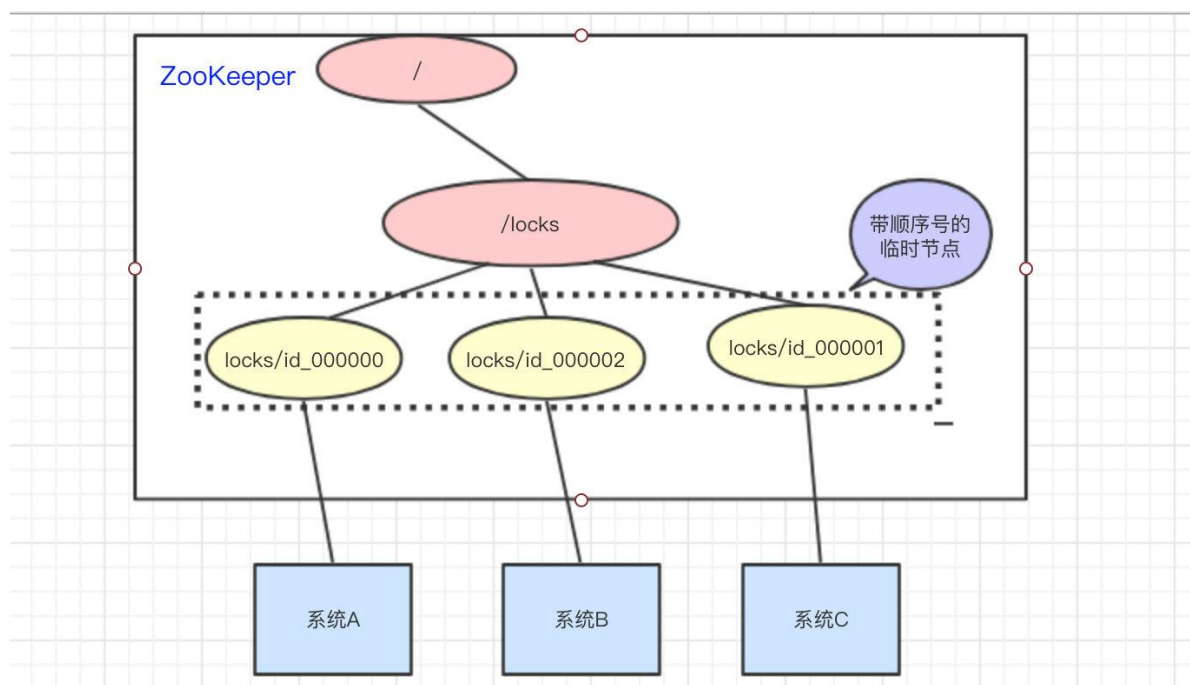 ZooKeeper
/
/locks
带顺序号的
临时节点
locks/id_000000
locks/id_000002
locks/id_000001
系统A
系统B
系统C